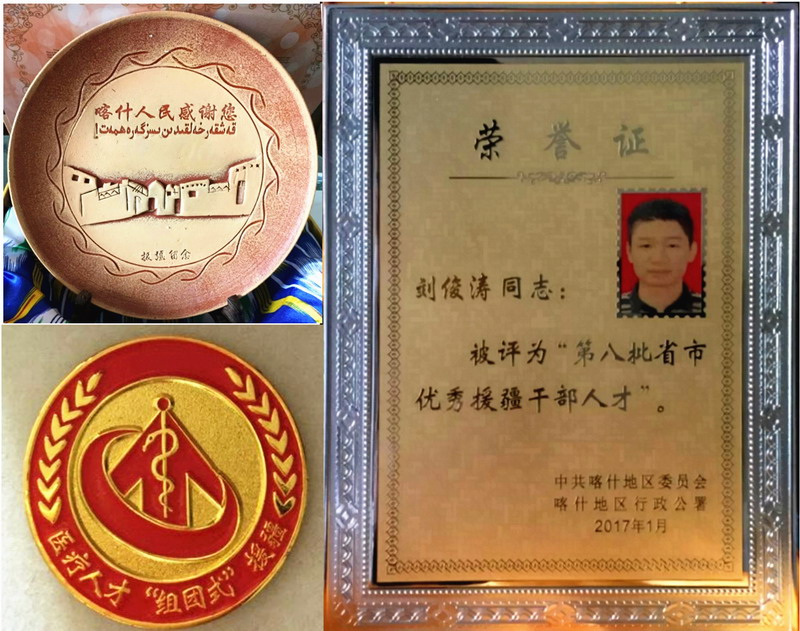 喀什人民感谢您
قەشقەر خەلقىدىن سىزگە رەھمەت!
援疆留念
医疗人才“组团式”援疆
荣誉证
刘俊涛同志：
被评为“第八批省市
优秀援疆干部人才”。
中共喀什地区委员会
喀什地区行政公署
2017年1月